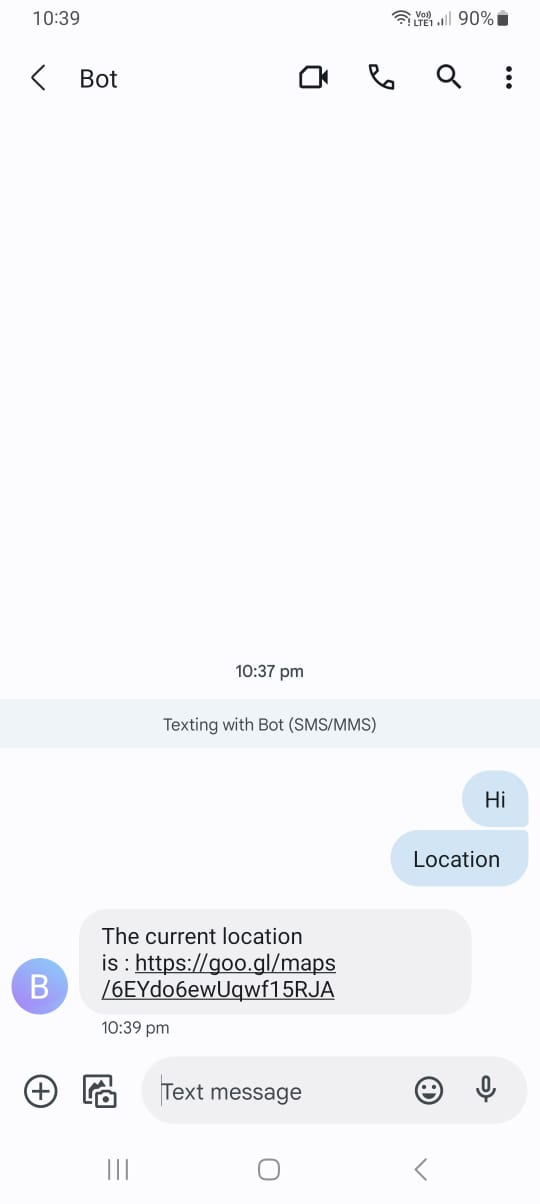 10:39
Vo))
LTE1
90%
Bot
10:37 pm
Texting with Bot (SMS/MMS)
Hi
Location
The current location
is : https://goo.gl/maps
/6EYdo6ewUqwf15RJA
B
10:39 pm
Text message